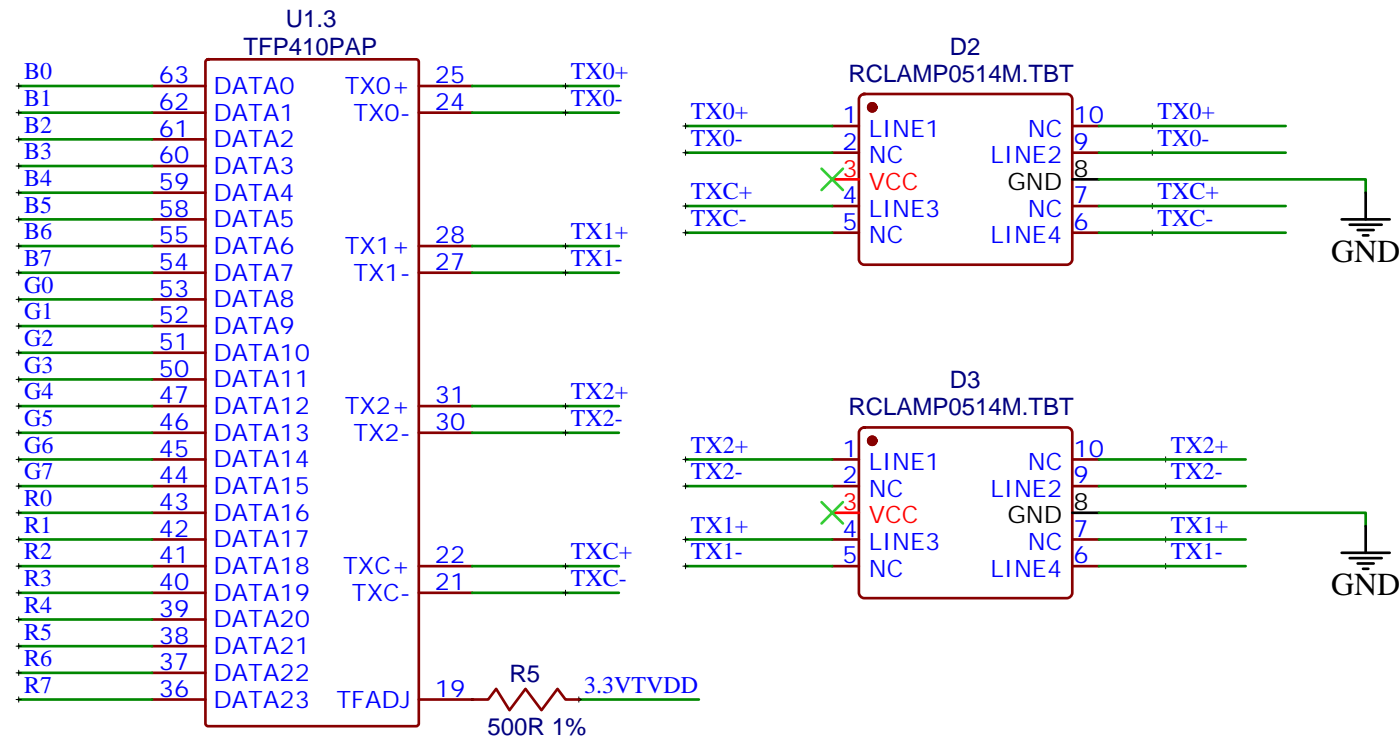 U1.3
TFP410PAP
B0 63 DATA0 TX0+ 25 TX0+
B1 62 DATA1 TX0- 24 TX0-
B2 61 DATA2
B3 60 DATA3
B4 59 DATA4
B5 58 DATA5
B6 55 DATA6 TX1+ 28 TX1+
B7 54 DATA7 TX1- 27 TX1-
G0 53 DATA8
G1 52 DATA9
G2 51 DATA10
G3 50 DATA11
G4 47 DATA12 TX2+ 31 TX2+
G5 46 DATA13 TX2- 30 TX2-
G6 45 DATA14
G7 44 DATA15
R0 43 DATA16
R1 42 DATA17
R2 41 DATA18 TXC+ 22 TXC+
R3 40 DATA19 TXC- 21 TXC-
R4 39 DATA20
R5 38 DATA21
R6 37 DATA22
R7 36 DATA23 TFADJ 19 R5 3.3VTVDD
500R 1%
D2
RCLAMP0514M.TBT
TX0+ 1 LINE1 NC 10 TX0+
TX0- 2 NC LINE2 9 TX0-
3 VCC GND 8
TXC+ 4 LINE3 NC 7 TXC+
TXC- 5 NC LINE4 6 TXC-
GND
D3
RCLAMP0514M.TBT
TX2+ 1 LINE1 NC 10 TX2+
TX2- 2 NC LINE2 9 TX2-
3 VCC GND 8
TX1+ 4 LINE3 NC 7 TX1+
TX1- 5 NC LINE4 6 TX1-
GND